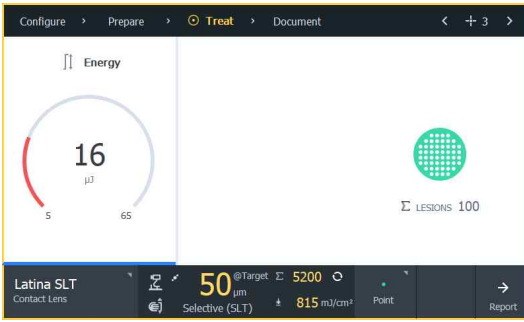 Configure > Prepare > Treat > Document < 3 >
Energy
16
µJ
5 65
Σ LESIONS 100
Latina SLT
Contact Lens
50 @Target
µm
Selective (SLT)
Σ 5200
815 mJ/cm²
Point
Report